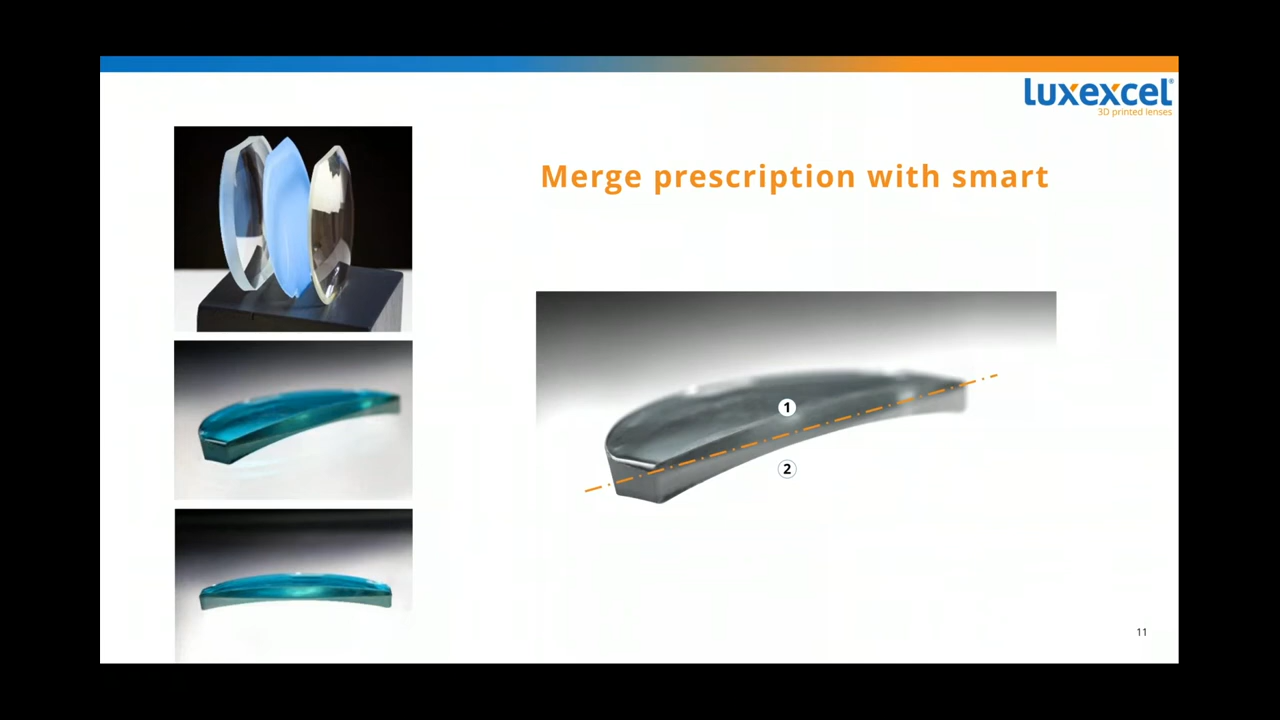 luxexcel®
3D printed lenses
Merge prescription with smart
1
2
11